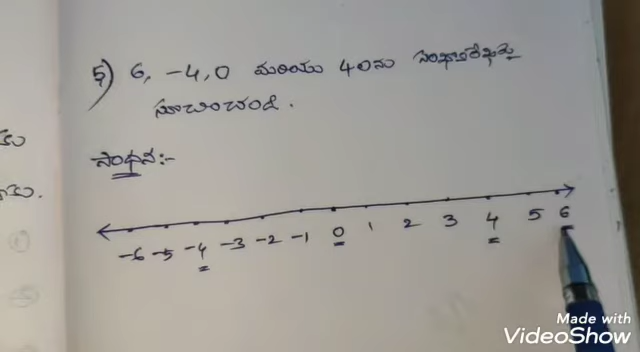 5) 6, -4, 0 మరియు 4లను సంఖ్యారేఖపై
సూచించండి.
సాధన:-
-6 -5 -4 -3 -2 -1 0 1 2 3 4 5 6
Made with
VideoShow